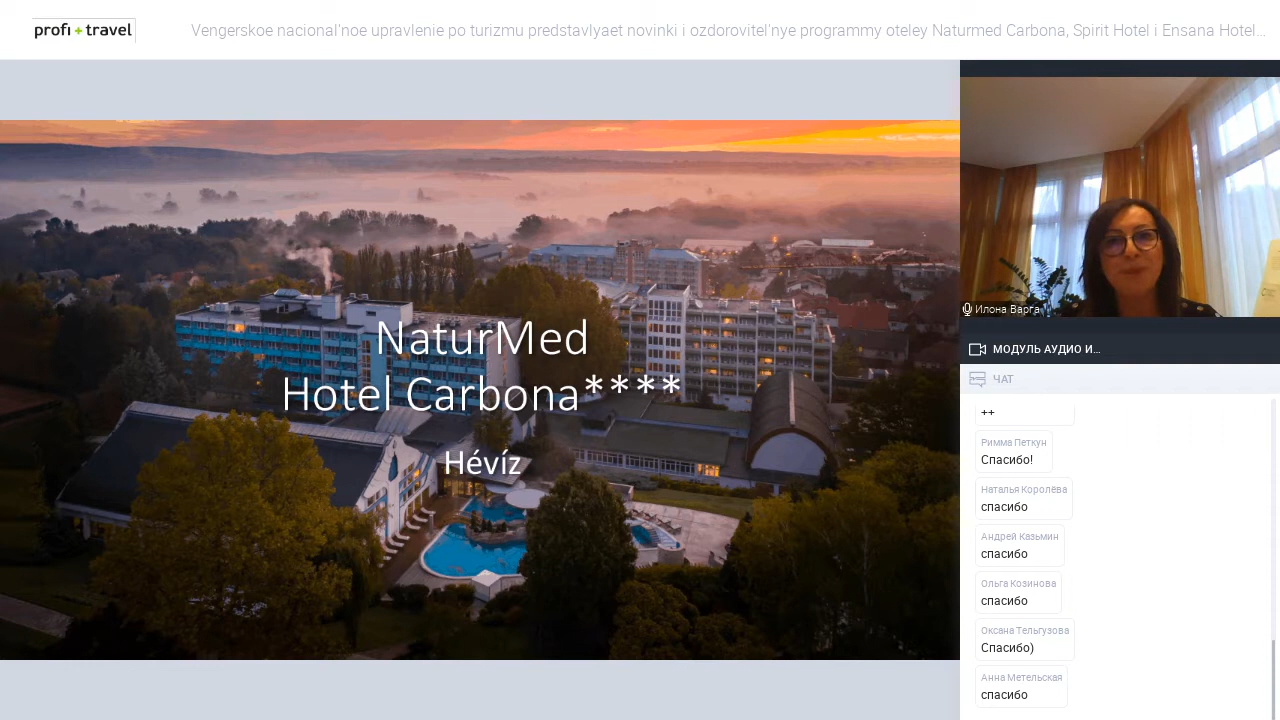 profi + travel
Vengerskoe nacional'noe upravlenie po turizmu predstavlyaet novinki i ozdorovitel'nye programmy oteley Naturmed Carbona, Spirit Hotel i Ensana Hotel...
NaturMed
Hotel Carbona****
Hévíz
Илона Варга
МОДУЛЬ АУДИО И...
ЧАТ
++
Римма Петкун
Спасибо!
Наталья Королёва
спасибо
Андрей Казьмин
спасибо
Ольга Козинова
спасибо
Оксана Тельгузова
Спасибо)
Анна Метельская
спасибо